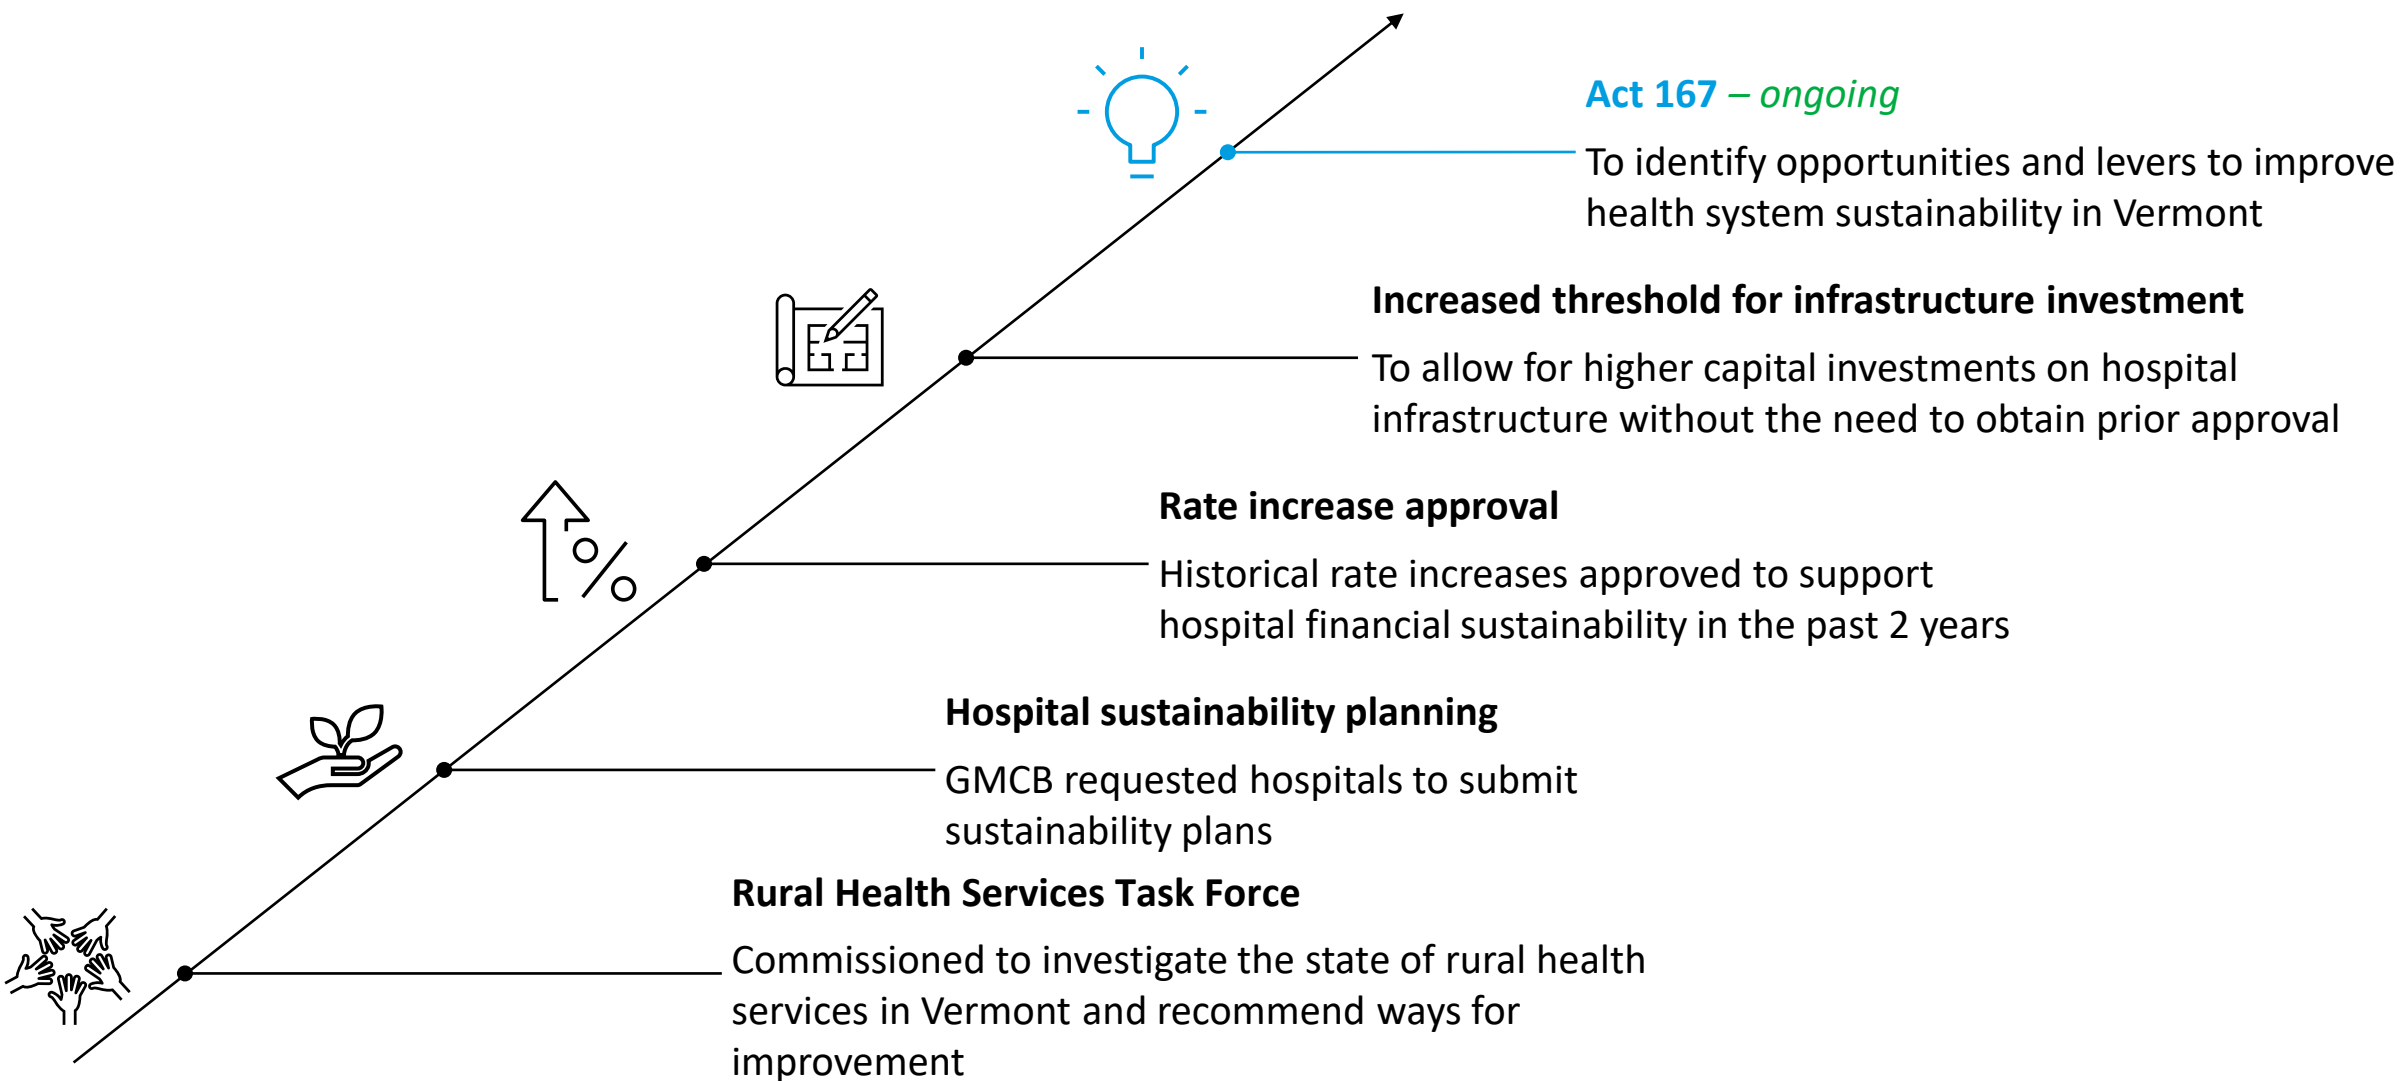 Act 167 – ongoing
To identify opportunities and levers to improve
health system sustainability in Vermont
Increased threshold for infrastructure investment
To allow for higher capital investments on hospital
infrastructure without the need to obtain prior approval
Rate increase approval
Historical rate increases approved to support
hospital financial sustainability in the past 2 years
Hospital sustainability planning
GMCB requested hospitals to submit
sustainability plans
Rural Health Services Task Force
Commissioned to investigate the state of rural health
services in Vermont and recommend ways for
improvement